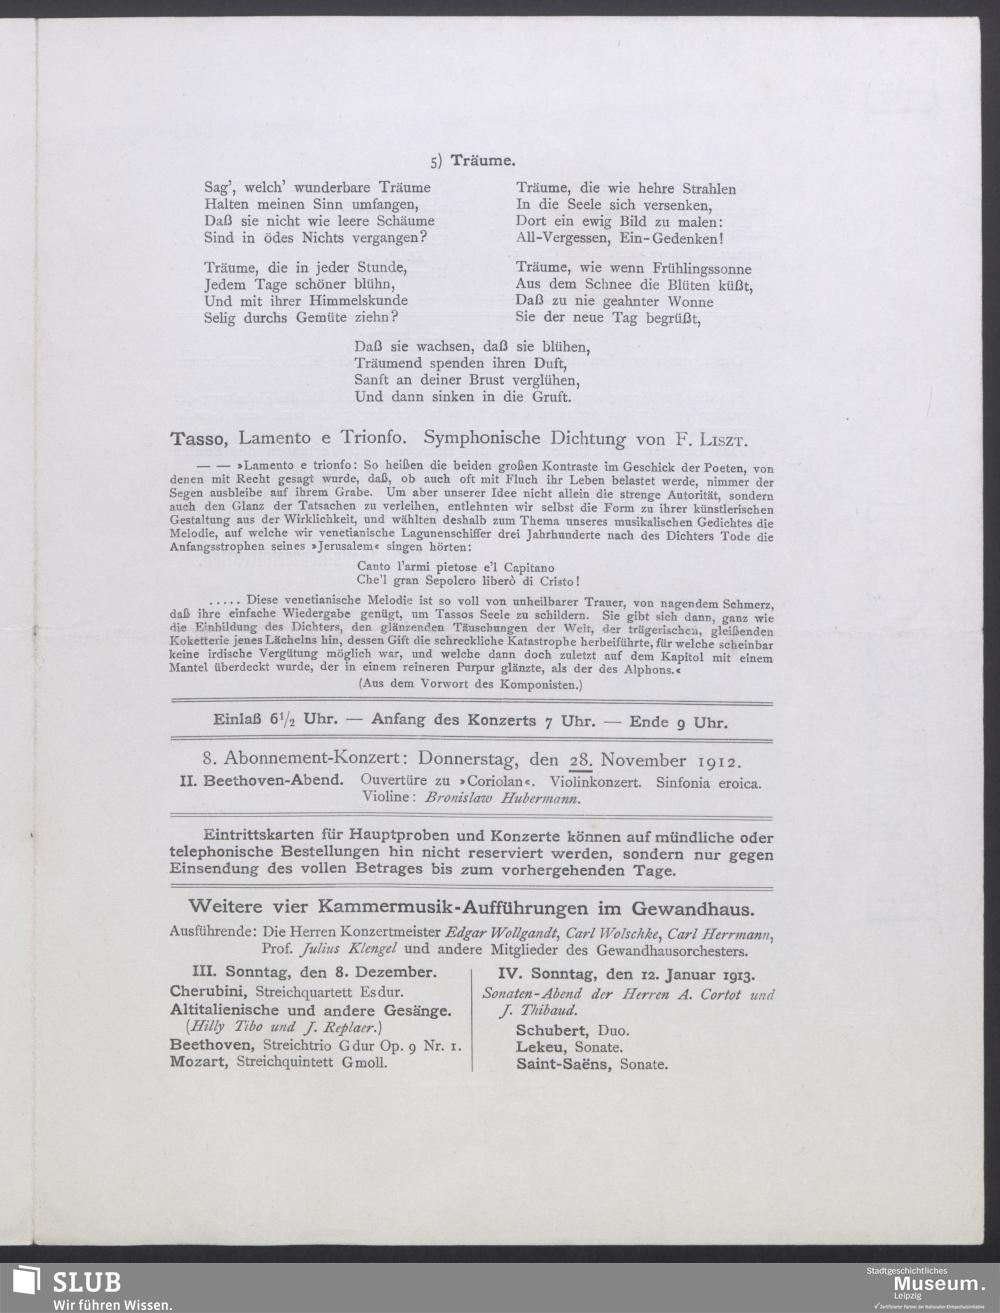 5) Träume.
Sag', welch' wunderbare Träume
Halten meinen Sinn umfangen,
Daß sie nicht wie leere Schäume
Sind in ödes Nichts vergangen?
Träume, die in jeder Stunde,
Jedem Tage schöner blühn,
Und mit ihrer Himmelskunde
Selig durchs Gemüte ziehn?
Träume, die wie hehre Strahlen
In die Seele sich versenken,
Dort ein ewig Bild zu malen:
All-Vergessen, Ein-Gedenken!
Träume, wie wenn Frühlingssonne
Aus dem Schnee die Blüten küßt,
Daß zu nie geahnter Wonne
Sie der neue Tag begrüßt,
Daß sie wachsen, daß sie blühen,
Träumend spenden ihren Duft,
Sanft an deiner Brust verglühen,
Und dann sinken in die Gruft.
Tasso, Lamento e Trionfo. Symphonische Dichtung von F. Liszt.
— — »Lamento e trionfo: So heißen die beiden großen Kontraste im Geschick der Poeten, von
denen mit Recht gesagt wurde, daß, ob auch oft mit Fluch ihr Leben belastet werde, nimmer der
Segen ausbleibe auf ihrem Grabe. Um aber unserer Idee nicht allein die strenge Autorität, sondern
auch den Glanz der Tatsachen zu verleihen, entlehnten wir selbst die Form zu ihrer künstlerischen
Gestaltung aus der Wirklichkeit, und wählten deshalb zum Thema unseres musikalischen Gedichtes die
Melodie, auf welche wir venetianische Lagunenschiffer drei Jahrhunderte nach des Dichters Tode die
Anfangsstrophen seines »Jerusalem« singen hörten:
Canto l'armi pietose e'l Capitano
Che'l gran Sepolcro liberò di Cristo!
..... Diese venetianische Melodie ist so voll von unheilbarer Trauer, von nagendem Schmerz,
daß ihre einfache Wiedergabe genügt, um Tassos Seele zu schildern. Sie gibt sich dann, ganz wie
die Einbildung des Dichters, den glänzenden Täuschungen der Welt, der trügerischen, gleißenden
Koketterie jenes Lächelns hin, dessen Gift die schreckliche Katastrophe herbeiführte, für welche scheinbar
keine irdische Vergütung möglich war, und welche dann doch zuletzt auf dem Kapitol mit einem
Mantel überdeckt wurde, der in einem reineren Purpur glänzte, als der des Alphons.«
(Aus dem Vorwort des Komponisten.)
Einlaß 6½ Uhr. — Anfang des Konzerts 7 Uhr. — Ende 9 Uhr.
8. Abonnement-Konzert: Donnerstag, den 28. November 1912.
II. Beethoven-Abend. Ouvertüre zu »Coriolan«. Violinkonzert. Sinfonia eroica.
Violine: Bronislaw Hubermann.
Eintrittskarten für Hauptproben und Konzerte können auf mündliche oder
telephonische Bestellungen hin nicht reserviert werden, sondern nur gegen
Einsendung des vollen Betrages bis zum vorhergehenden Tage.
Weitere vier Kammermusik-Aufführungen im Gewandhaus.
Ausführende: Die Herren Konzertmeister Edgar Wollgandt, Carl Wolschke, Carl Herrmann,
Prof. Julius Klengel und andere Mitglieder des Gewandhausorchesters.
III. Sonntag, den 8. Dezember.
Cherubini, Streichquartett Es dur.
Altitalienische und andere Gesänge.
(Hilly Tibo und J. Replaer.)
Beethoven, Streichtrio G dur Op. 9 Nr. 1.
Mozart, Streichquintett G moll.
IV. Sonntag, den 12. Januar 1913.
Sonaten-Abend der Herren A. Cortot und
J. Thibaud.
Schubert, Duo.
Lekeu, Sonate.
Saint-Saëns, Sonate.
SLUB
Wir führen Wissen.
Stadtgeschichtliches
Museum.
Leipzig
Zertifizierter Partner der Nationalen Klimaschutzinitiative